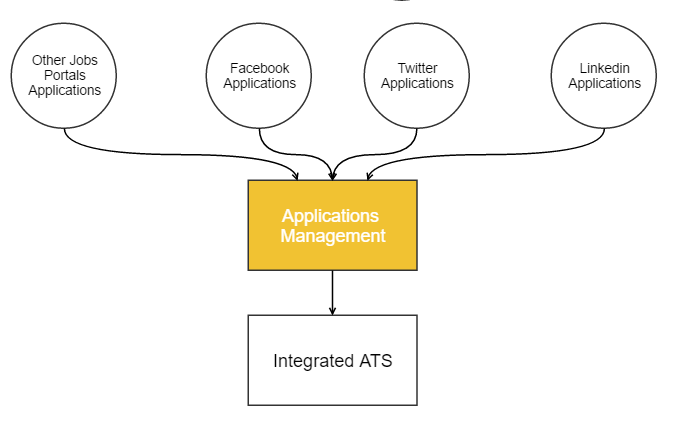 Other Jobs
Portals
Applications
Facebook
Applications
Twitter
Applications
Linkedin
Applications
Applications
Management
Integrated ATS